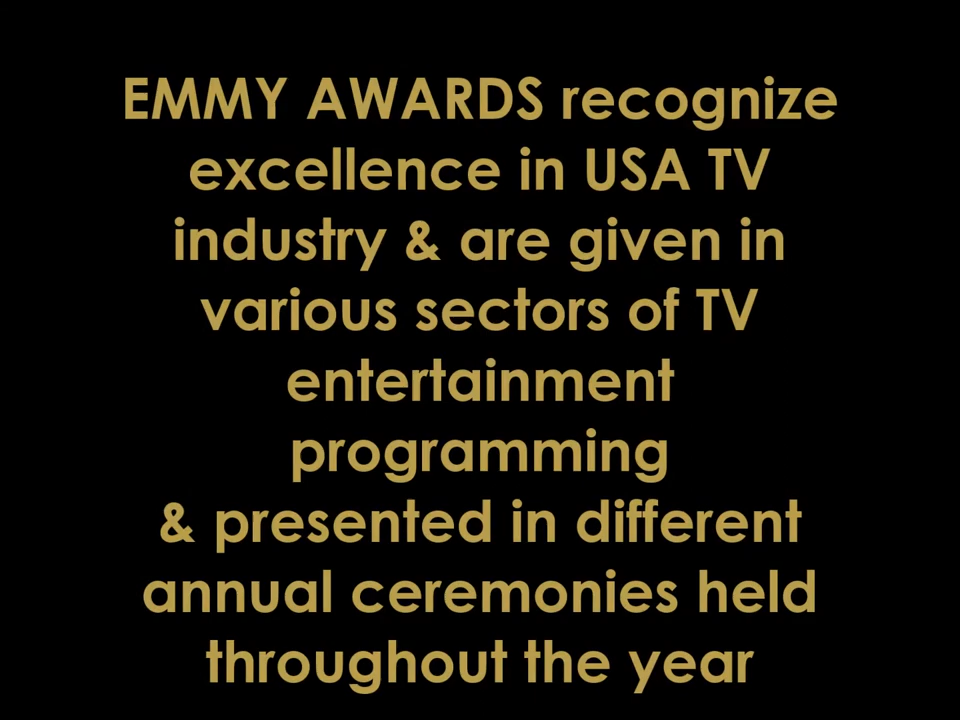 EMMY AWARDS recognize
excellence in USA TV
industry & are given in
various sectors of TV
entertainment
programming
& presented in different
annual ceremonies held
throughout the year